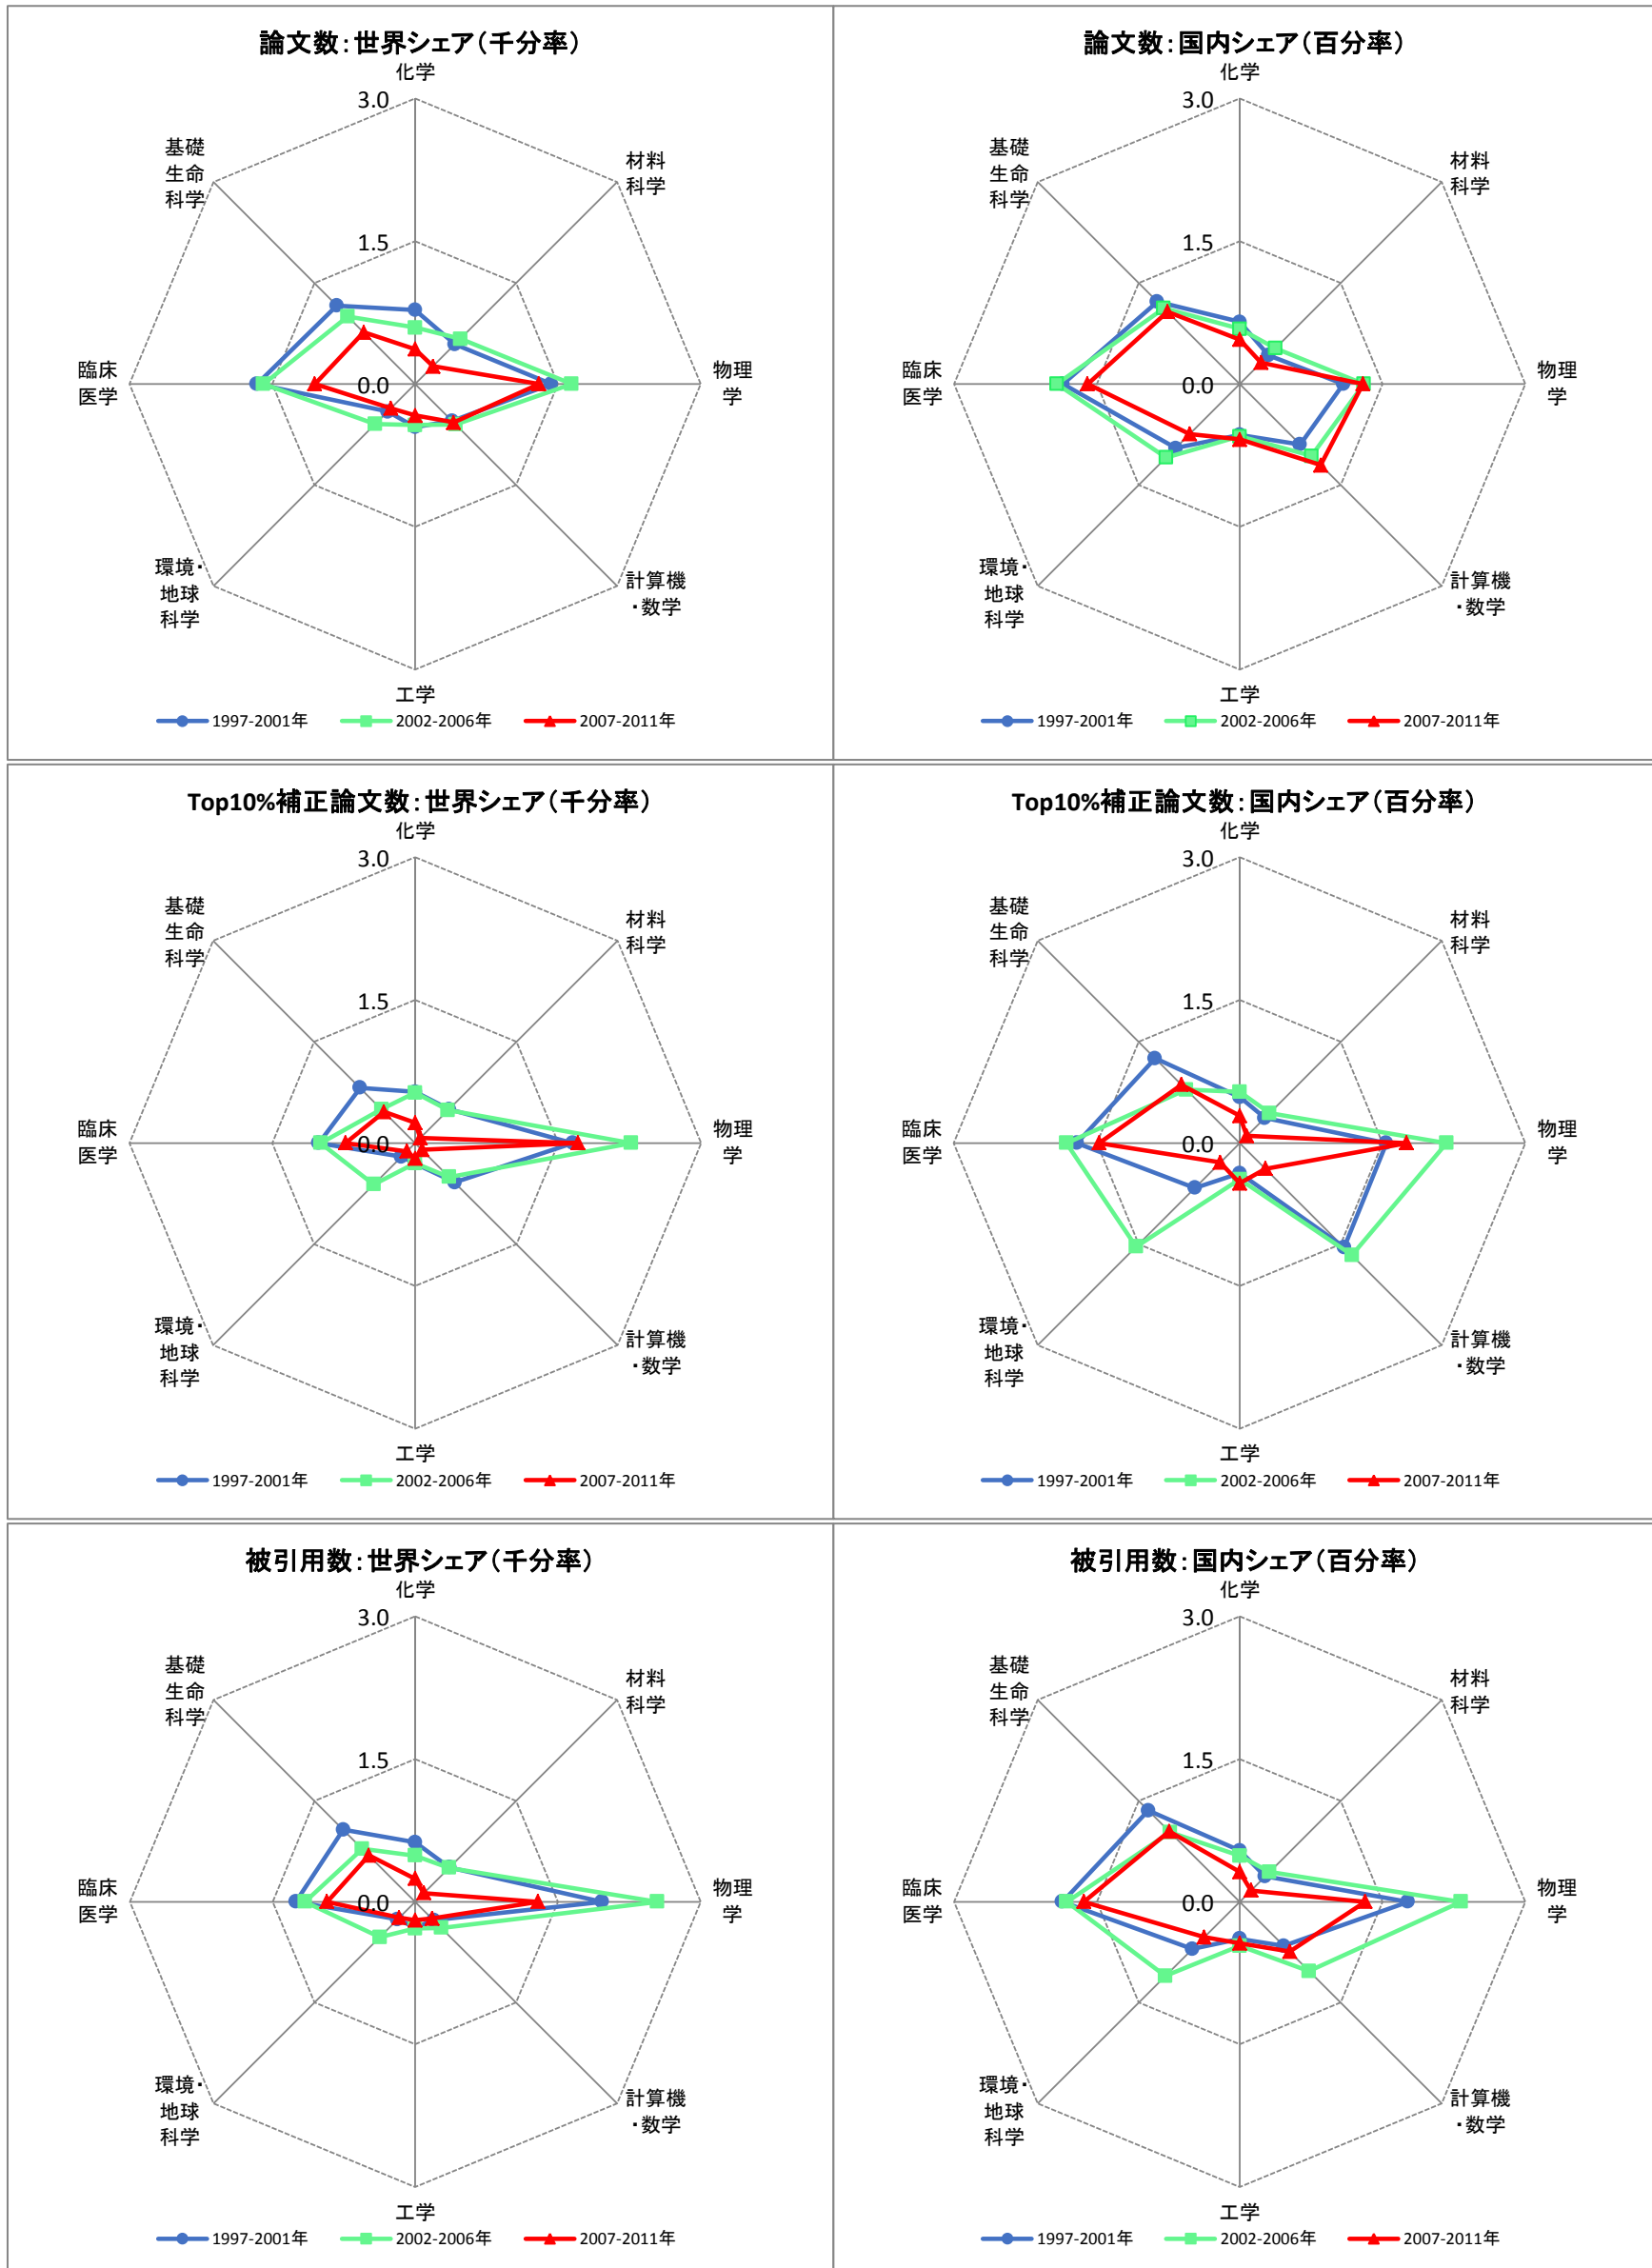 論文数：世界シェア（千分率）
化学
3.0
材料
科学
基礎
生命
科学
1.5
臨床
医学
0.0
物理
学
環境・
地球
科学
計算機
・数学
工学
1997-2001年 2002-2006年 2007-2011年
論文数：国内シェア（百分率）
化学
3.0
材料
科学
基礎
生命
科学
1.5
臨床
医学
0.0
物理
学
環境・
地球
科学
計算機
・数学
工学
1997-2001年 2002-2006年 2007-2011年
Top10%補正論文数：世界シェア（千分率）
化学
3.0
材料
科学
基礎
生命
科学
1.5
臨床
医学
0.0
物理
学
環境・
地球
科学
計算機
・数学
工学
1997-2001年 2002-2006年 2007-2011年
Top10%補正論文数：国内シェア（百分率）
化学
3.0
材料
科学
基礎
生命
科学
1.5
臨床
医学
0.0
物理
学
環境・
地球
科学
計算機
・数学
工学
1997-2001年 2002-2006年 2007-2011年
被引用数：世界シェア（千分率）
化学
3.0
材料
科学
基礎
生命
科学
1.5
臨床
医学
0.0
物理
学
環境・
地球
科学
計算機
・数学
工学
1997-2001年 2002-2006年 2007-2011年
被引用数：国内シェア（百分率）
化学
3.0
材料
科学
基礎
生命
科学
1.5
臨床
医学
0.0
物理
学
環境・
地球
科学
計算機
・数学
工学
1997-2001年 2002-2006年 2007-2011年